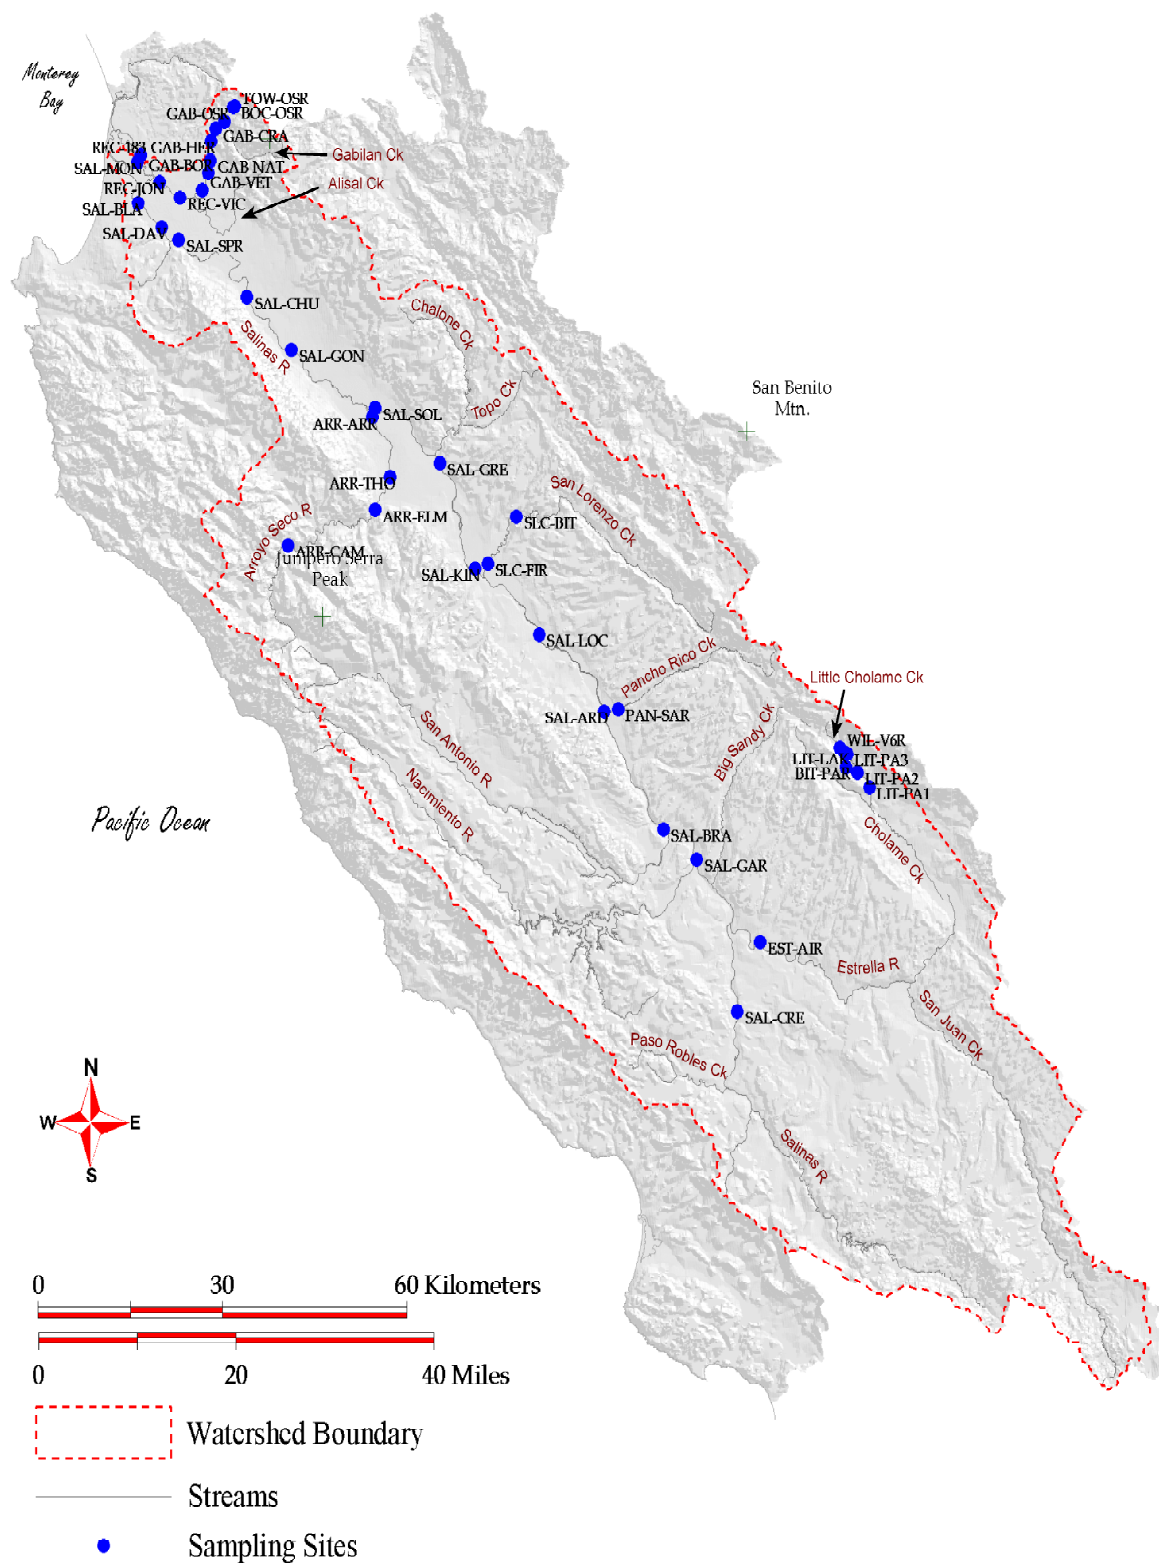 Monterey
Bay
TOW-OSR
GAB-OSR
BOC-OSR
GAB-CRA
REC-183
GAB-HER
Gabilan Ck
SAL-MON
GAB-BOR
GAB-NAT
REC-JON
GAB-VET
Alisal Ck
SAL-BLA
REC-VIC
SAL-DAV
SAL-SPR
SAL-CHU
Chalone Ck
Salinas R
SAL-GON
Topo Ck
San Benito
Mtn.
SAL-SOL
ARR-ARR
SAL-GRE
ARR-THO
San Lorenzo Ck
ARR-ELM
SLC-BIT
Arroyo Seco R
ARR-CAM
Junipero Serra
Peak
SAL-KIN
SLC-FIR
SAL-LOC
Pancho Rico Ck
Little Cholame Ck
SAL-ARD
PAN-SAR
San Antonio R
Big Sandy Ck
WIL-V6R
LIT-LAK
LIT-PA3
BIT-PAR
LIT-PA2
LIT-PA1
Nacimiento R
Pacific Ocean
SAL-BRA
Cholame Ck
SAL-GAR
EST-AIR
Estrella R
SAL-CRE
San Juan Ck
Paso Robles Ck
N
W
E
S
Salinas R
0 30 60 Kilometers
0 20 40 Miles
Watershed Boundary
Streams
Sampling Sites